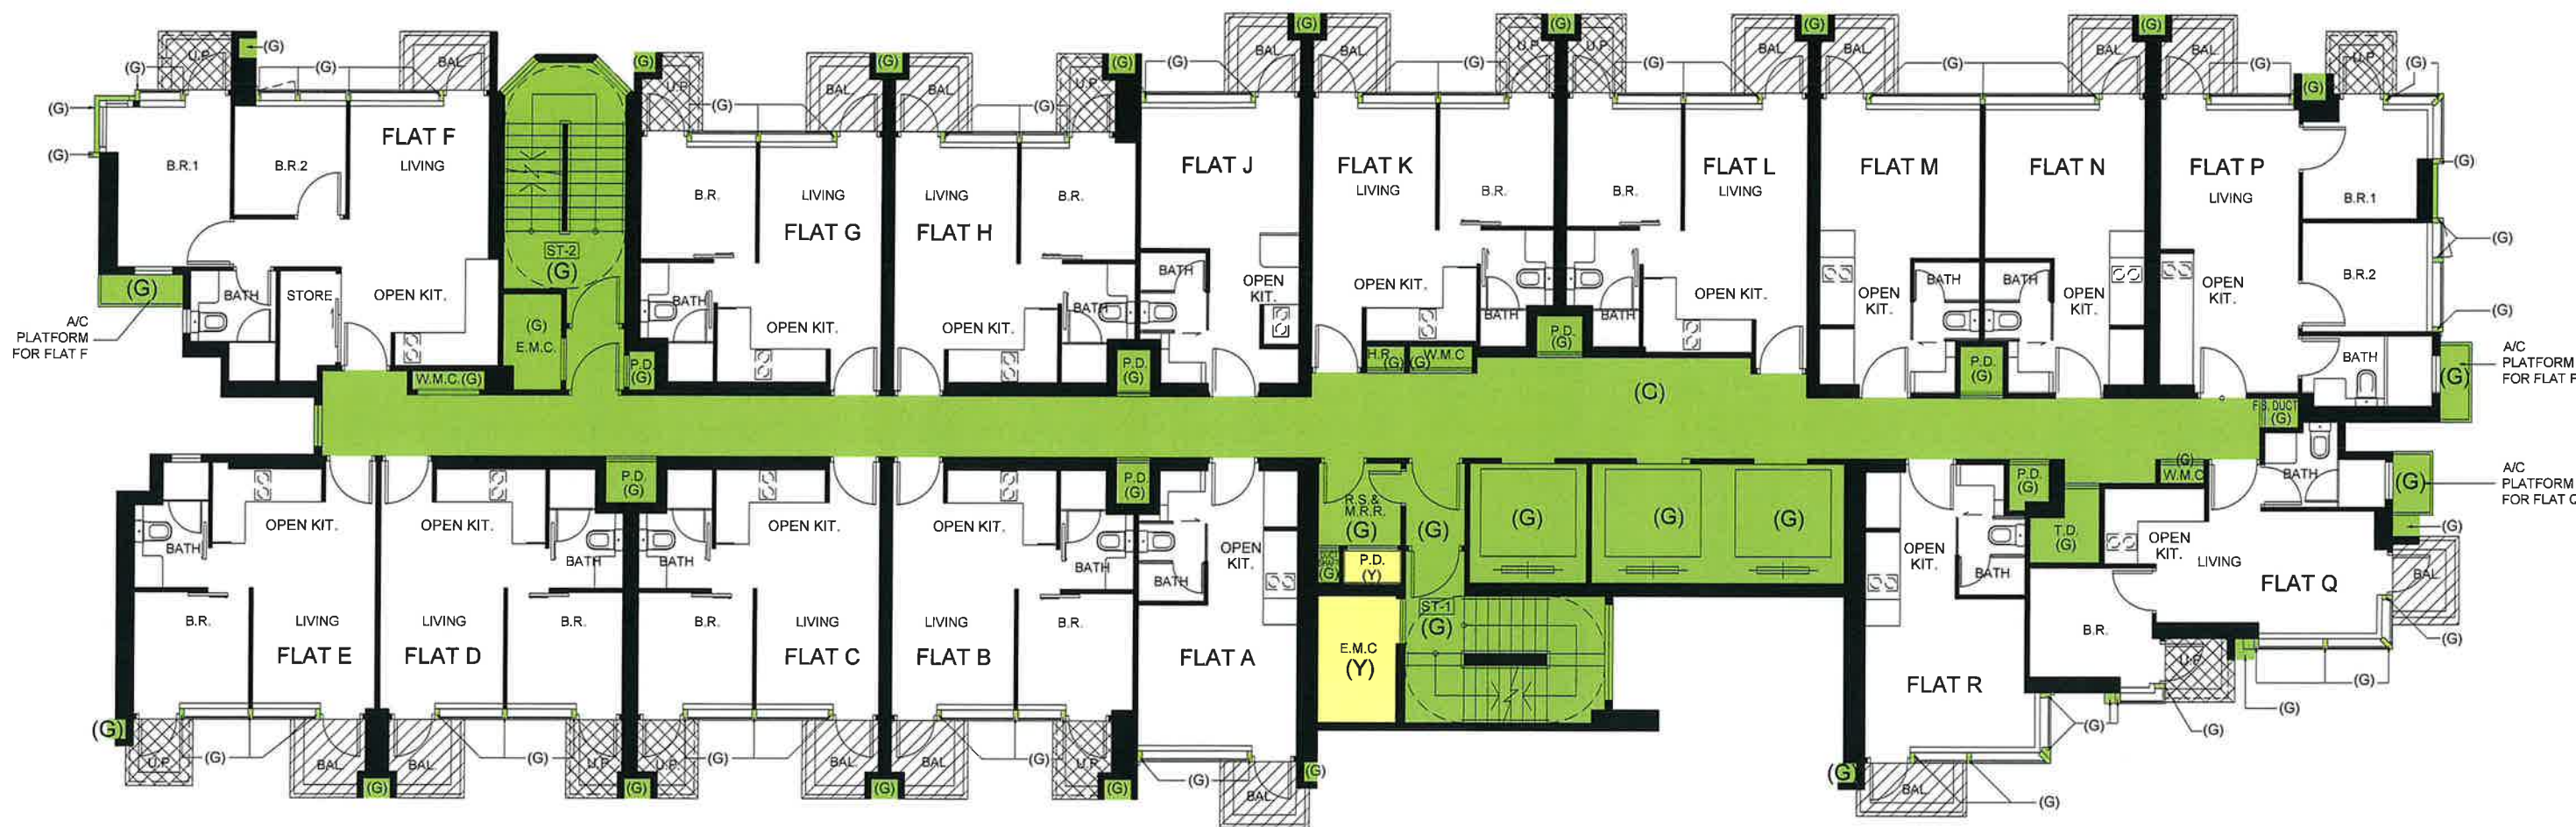 (G)
(G)
(G)
(G)
(G)
U.P.
(G)
(G)
BAL
FLAT F
LIVING
B.R.1
B.R.2
BATH
STORE
OPEN KIT.
(G)
A/C
PLATFORM
FOR FLAT F
W.M.C.(G)
ST-2
(G)
(G)
E.M.C.
P.D.
(G)
(G)
U.P.
(G)
BAL
(G)
B.R.
LIVING
FLAT G
BATH
OPEN KIT.
BAL
(G)
U.P.
(G)
LIVING
FLAT H
B.R.
OPEN KIT.
BATH
P.D.
(G)
(G)
BAL
(G)
FLAT J
BATH
OPEN
KIT.
BAL
(G)
U.P.
(G)
FLAT K
LIVING
B.R.
OPEN KIT.
BATH
H.R.
(G)
W.M.C
(G)
P.D.
(G)
U.P.
(G)
BAL
(G)
B.R.
FLAT L
LIVING
BATH
OPEN KIT.
(G)
BAL
(G)
BAL
(G)
FLAT M
OPEN
KIT.
BATH
P.D.
(G)
FLAT N
BATH
OPEN
KIT.
BAL
(G)
(G)
U.P.
(G)
FLAT P
LIVING
OPEN
KIT.
B.R.1
(G)
(G)
B.R.2
(G)
BATH
(G)
A/C
PLATFORM
FOR FLAT P
F.S. DUCT
(G)
BATH
(G)
A/C
PLATFORM
FOR FLAT Q
(G)
W.M.C
(G)
BATH
OPEN KIT.
LIVING
B.R.
FLAT E
(G)
U.P.
(G)
BAL
(G)
OPEN KIT.
BATH
LIVING
B.R.
FLAT D
BAL
(G)
U.P.
(G)
P.D.
(G)
BATH
OPEN KIT.
B.R.
LIVING
FLAT C
U.P.
(G)
BAL
(G)
OPEN KIT.
BATH
LIVING
B.R.
FLAT B
BAL
(G)
U.P.
(G)
P.D.
(G)
OPEN
KIT.
BATH
FLAT A
(G)
BAL
(G)
R.S.&
M.R.R.
(G)
(G)
(G)
P.D.
(Y)
E.M.C
(Y)
ST-1
(G)
(G)
(G)
(G)
P.D.
(G)
T.D.
(G)
OPEN
KIT.
BATH
FLAT R
(G)
BAL
(G)
(G)
OPEN
KIT.
LIVING
FLAT Q
BAL
(G)
B.R.
U.P.
(G)
(G)
(G)